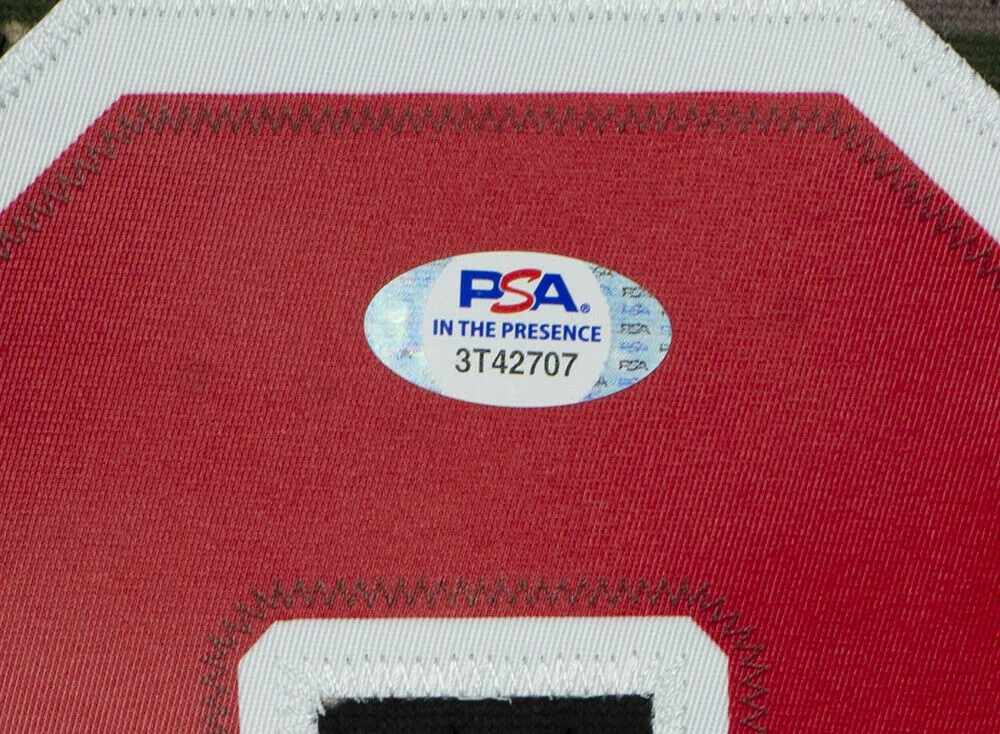 PSA®
IN THE PRESENCE
3T42707